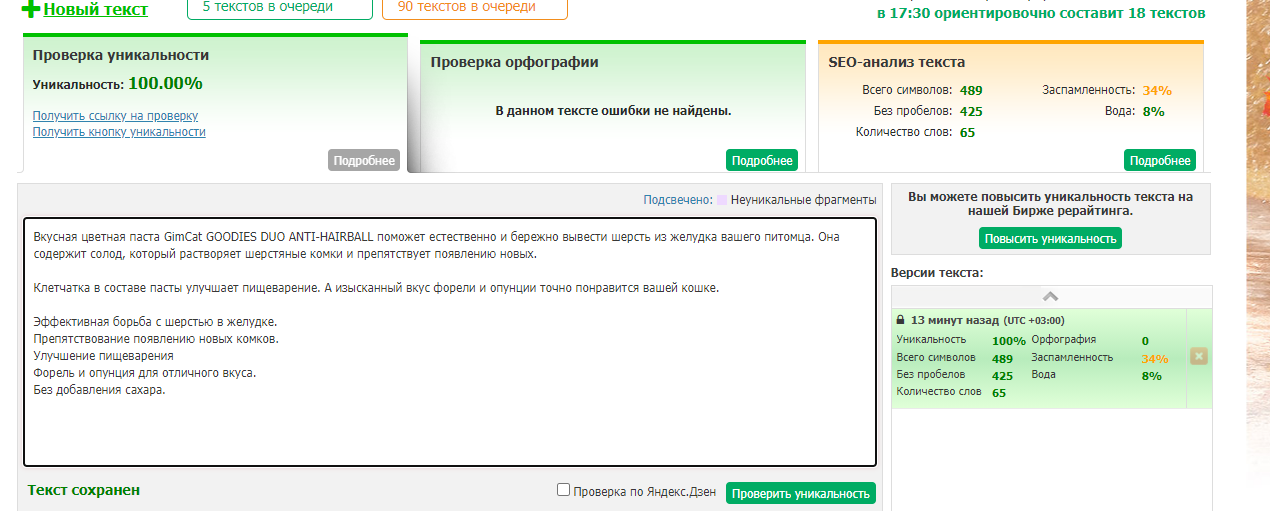 Новый текст
5 текстов в очереди
90 текстов в очереди
в 17:30 ориентировочно составит 18 текстов
Проверка уникальности
Уникальность: 100.00%
Получить ссылку на проверку
Получить кнопку уникальности
Подробнее
Проверка орфографии
В данном тексте ошибки не найдены.
Подробнее
SEO-анализ текста
Всего символов: 489
Заспамленность: 34%
Без пробелов: 425
Вода: 8%
Количество слов: 65
Подробнее
Подсвечено: Неуникальные фрагменты
Вкусная цветная паста GimCat GOODIES DUO ANTI-HAIRBALL поможет естественно и бережно вывести шерсть из желудка вашего питомца. Она
содержит солод, который растворяет шерстяные комки и препятствует появлению новых.
Клетчатка в составе пасты улучшает пищеварение. А изысканный вкус форели и опунции точно понравится вашей кошке.
Эффективная борьба с шерстью в желудке.
Препятствование появлению новых комков.
Улучшение пищеварения
Форель и опунция для отличного вкуса.
Без добавления сахара.
Текст сохранен
Проверка по Яндекс.Дзен
Проверить уникальность
Вы можете повысить уникальность текста на
нашей Бирже рерайтинга.
Повысить уникальность
Версии текста:
13 минут назад (UTC +03:00)
Уникальность 100% Орфография 0
Всего символов 489 Заспамленность 34%
Без пробелов 425 Вода 8%
Количество слов 65